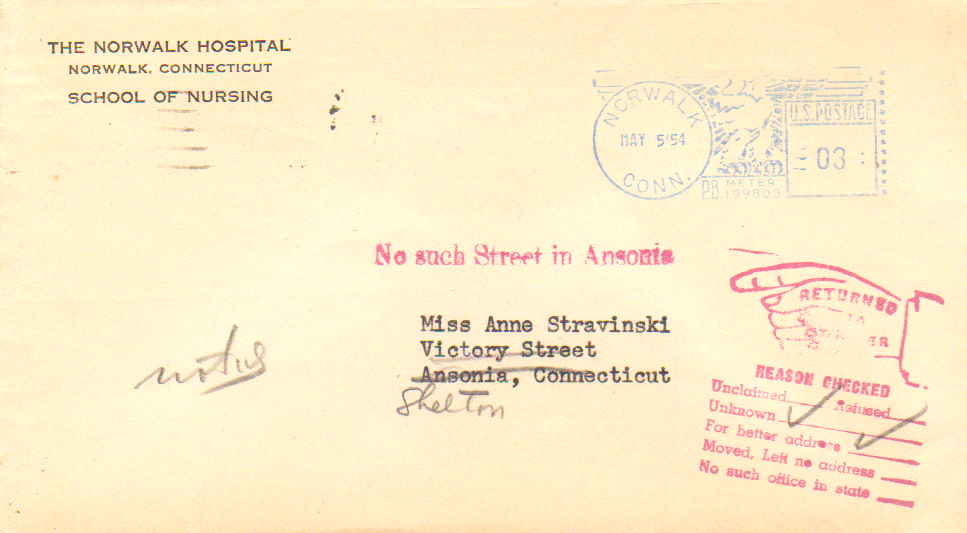 THE NORWALK HOSPITAL
NORWALK, CONNECTICUT
SCHOOL OF NURSING
NORWALK
MAY 5'54
CONN.
U.S. POSTAGE
03
PB METER
No such Street in Ansonia
Miss Anne Stravinski
Victory Street
Ansonia, Connecticut
Shelton
RETURNED
TO
REASON CHECKED
Unclaimed Refused
Unknown
For better address
Moved, Left no address
No such office in state